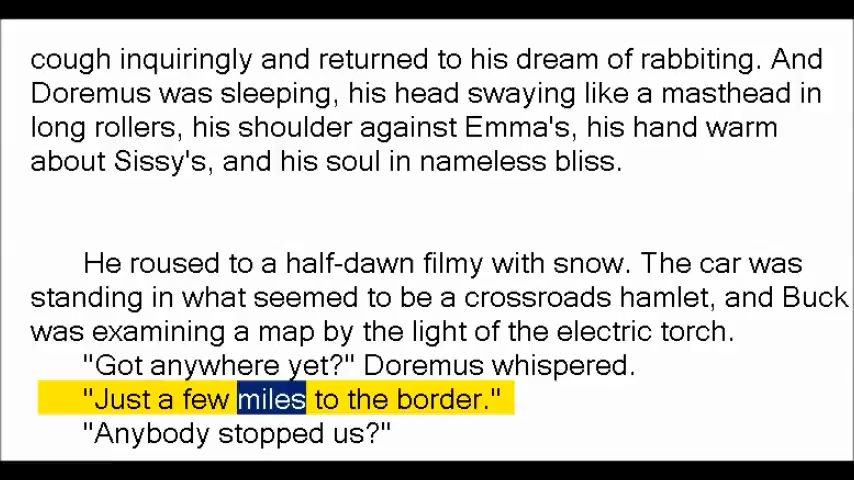 cough inquiringly and returned to his dream of rabbiting. And
Doremus was sleeping, his head swaying like a masthead in
long rollers, his shoulder against Emma's, his hand warm
about Sissy's, and his soul in nameless bliss.
He roused to a half-dawn filmy with snow. The car was
standing in what seemed to be a crossroads hamlet, and Buck
was examining a map by the light of the electric torch.
"Got anywhere yet?" Doremus whispered.
"Just a few miles to the border."
"Anybody stopped us?"